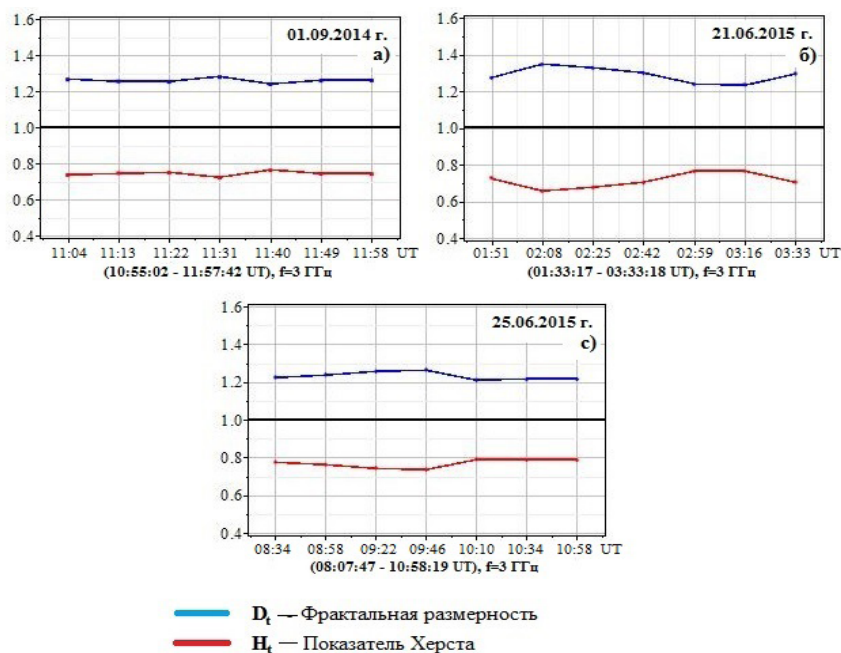 01.09.2014 г.
а)
1.6
1.4
1.2
1.0
0.8
0.6
0.4
11:04 11:13 11:22 11:31 11:40 11:49 11:58 UT
(10:55:02 - 11:57:42 UT), f=3 ГГц
21.06.2015 г.
б)
1.6
1.4
1.2
1.0
0.8
0.6
0.4
01:51 02:08 02:25 02:42 02:59 03:16 03:33 UT
(01:33:17 - 03:33:18 UT), f=3 ГГц
25.06.2015 г.
с)
1.6
1.4
1.2
1.0
0.8
0.6
0.4
08:34 08:58 09:22 09:46 10:10 10:34 10:58 UT
(08:07:47 - 10:58:19 UT), f=3 ГГц
Dt — Фрактальная размерность
Ht — Показатель Херста